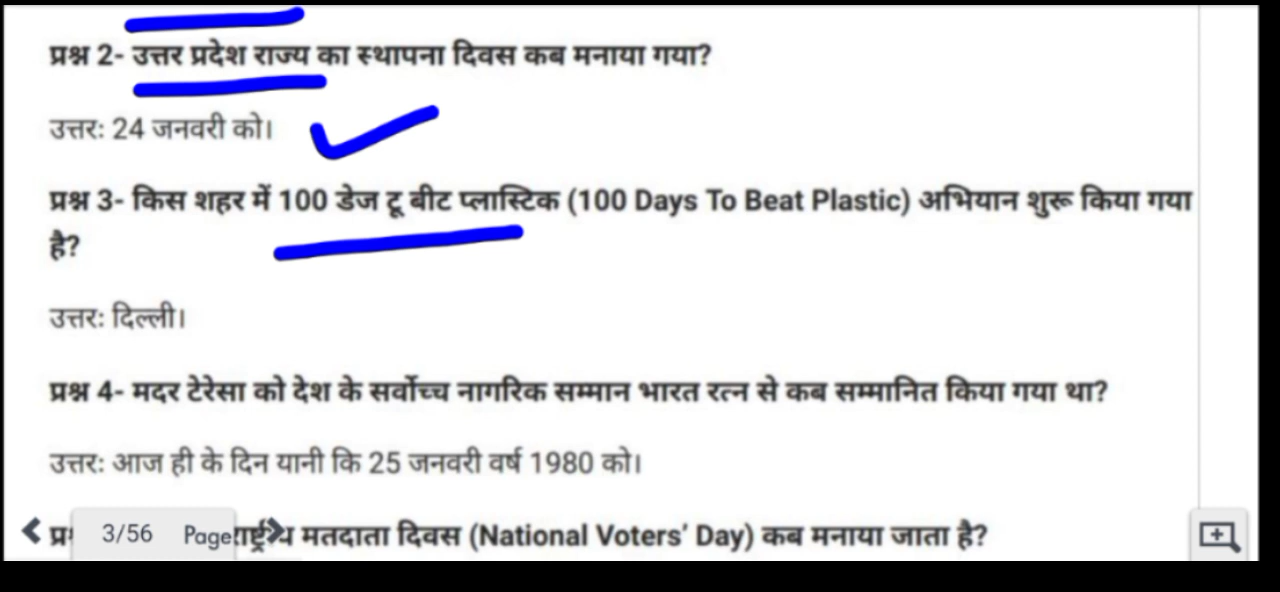 प्रश्न 2- उत्तर प्रदेश राज्य का स्थापना दिवस कब मनाया गया?
उत्तर: 24 जनवरी को।
प्रश्न 3- किस शहर में 100 डेज टू बीट प्लास्टिक (100 Days To Beat Plastic) अभियान शुरू किया गया
है?
उत्तर: दिल्ली।
प्रश्न 4- मदर टेरेसा को देश के सर्वोच्च नागरिक सम्मान भारत रत्न से कब सम्मानित किया गया था?
उत्तर: आज ही के दिन यानी कि 25 जनवरी वर्ष 1980 को।
3/56 Page मतदाता दिवस (National Voters' Day) कब मनाया जाता है?